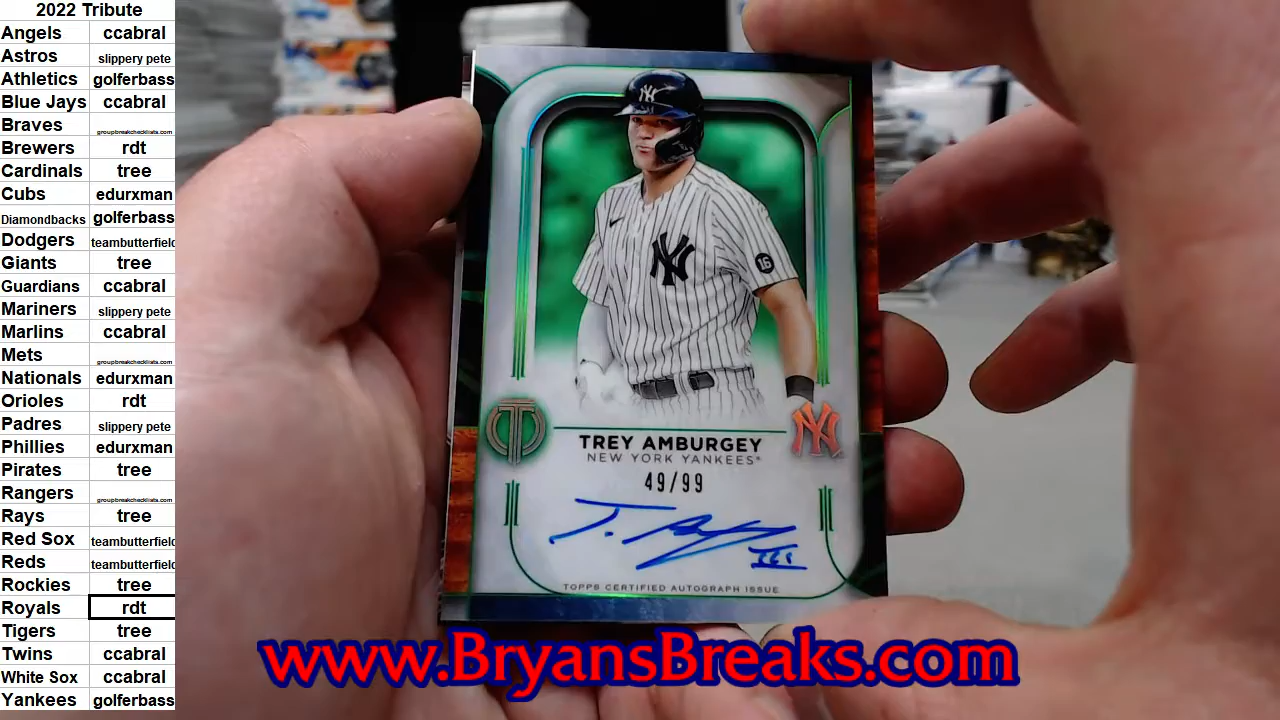 2022 Tribute
Angels ccabral
Astros slippery pete
Athletics golferbass
Blue Jays ccabral
Braves groupbreakchecklists.com
Brewers rdt
Cardinals tree
Cubs edurxman
Diamondbacks golferbass
Dodgers teambutterfield
Giants tree
Guardians ccabral
Mariners slippery pete
Marlins ccabral
Mets groupbreakchecklists.com
Nationals edurxman
Orioles rdt
Padres slippery pete
Phillies edurxman
Pirates tree
Rangers groupbreakchecklists.com
Rays tree
Red Sox teambutterfield
Reds teambutterfield
Rockies tree
Royals rdt
Tigers tree
Twins ccabral
White Sox ccabral
Yankees golferbass
NY
NY
16
T
NY
TREY AMBURGEY
NEW YORK YANKEES*
49/99
TOPPS CERTIFIED AUTOGRAPH ISSUE
www.BryansBreaks.com